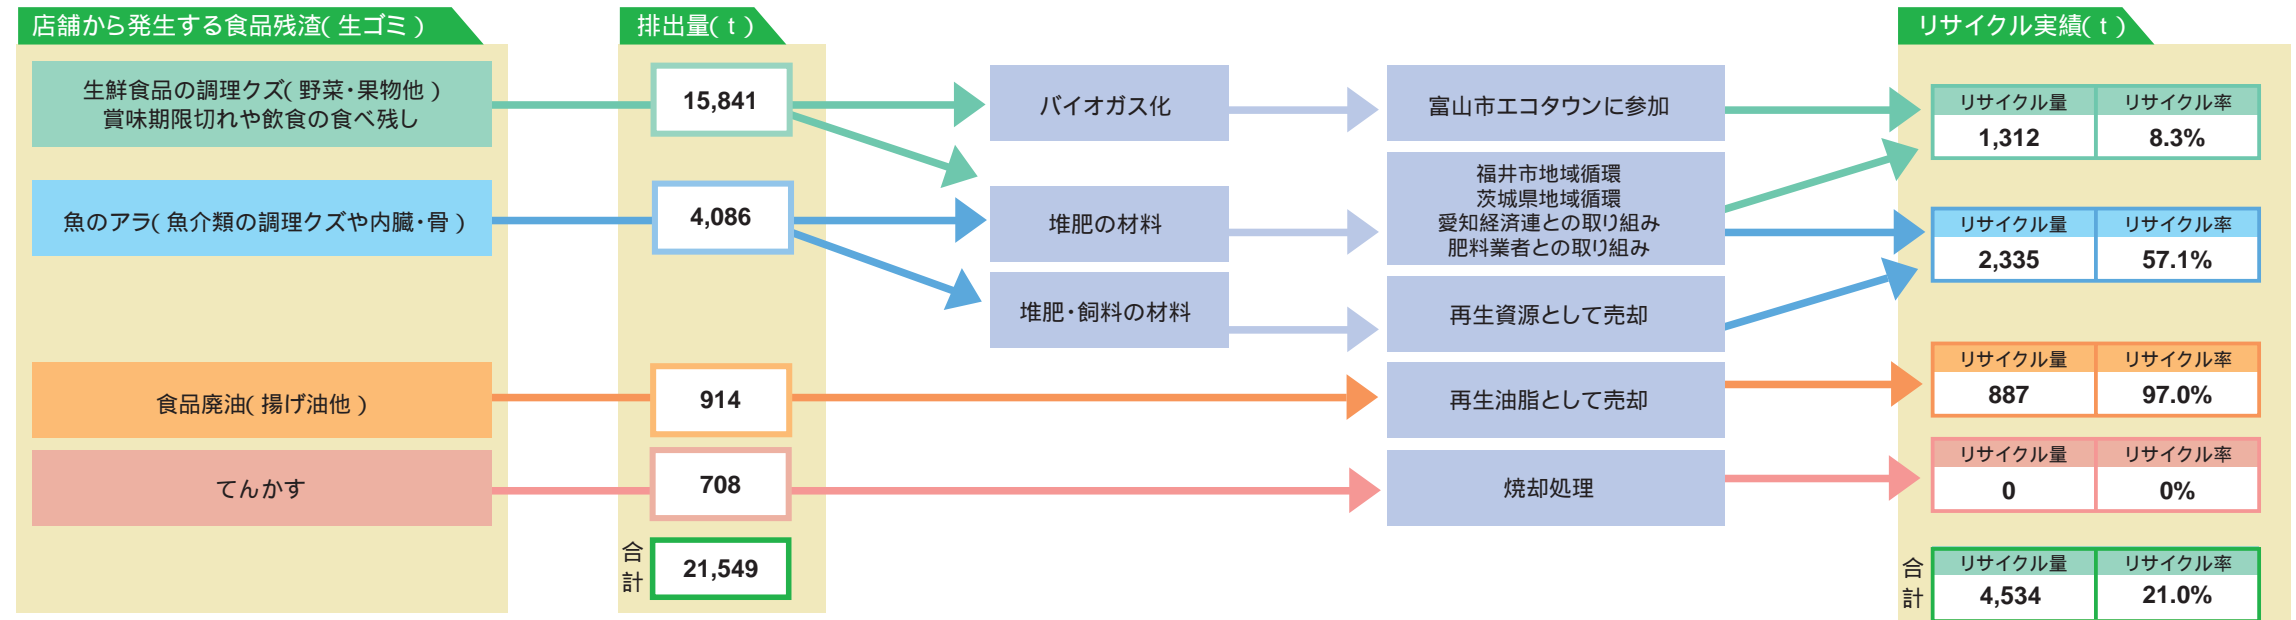 店舗から発生する食品残渣(生ゴミ)
排出量(t)
リサイクル実績(t)
生鮮食品の調理クズ(野菜・果物他)
賞味期限切れや飲食の食べ残し
15,841
バイオガス化
富山市エコタウンに参加
リサイクル量
リサイクル率
1,312
8.3%
魚のアラ(魚介類の調理クズや内臓・骨)
4,086
堆肥の材料
福井市地域循環
茨城県地域循環
愛知経済連との取り組み
肥料業者との取り組み
リサイクル量
リサイクル率
2,335
57.1%
堆肥・飼料の材料
再生資源として売却
食品廃油(揚げ油他)
914
再生油脂として売却
リサイクル量
リサイクル率
887
97.0%
てんかす
708
焼却処理
リサイクル量
リサイクル率
0
0%
合計
21,549
合計
リサイクル量
リサイクル率
4,534
21.0%